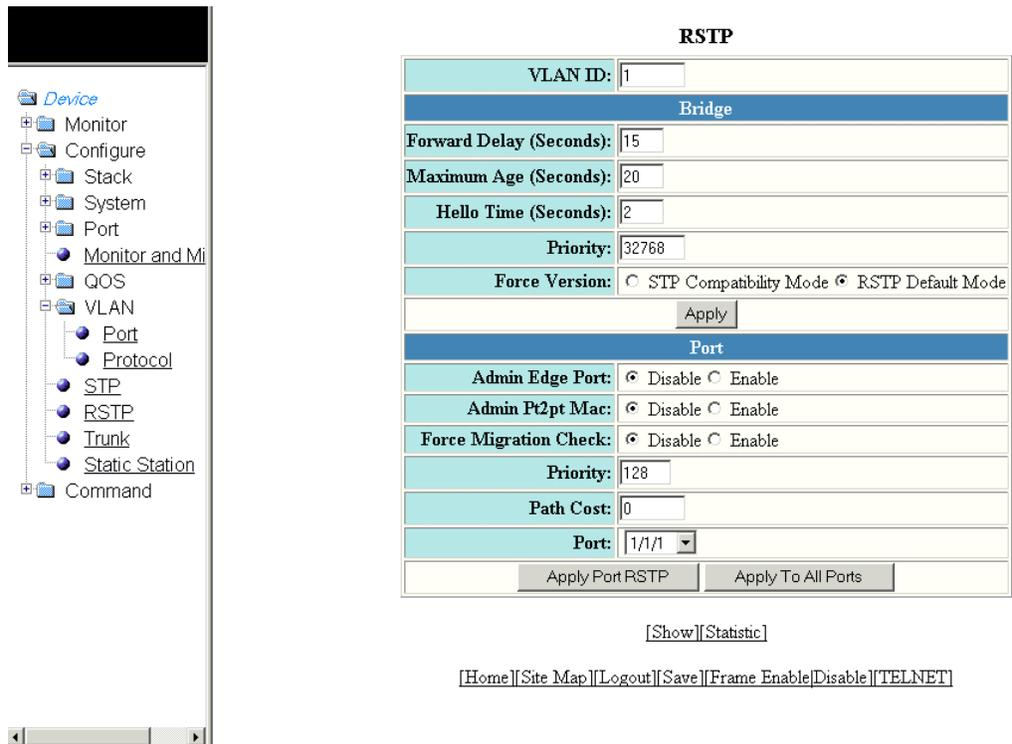 Device
Monitor
Configure
Stack
System
Port
Monitor and Mi
QOS
VLAN
Port
Protocol
STP
RSTP
Trunk
Static Station
Command
RSTP
VLAN ID: 1
Bridge
Forward Delay (Seconds): 15
Maximum Age (Seconds): 20
Hello Time (Seconds): 2
Priority: 32768
Force Version: STP Compatibility Mode RSTP Default Mode
Apply
Port
Admin Edge Port: Disable Enable
Admin Pt2pt Mac: Disable Enable
Force Migration Check: Disable Enable
Priority: 128
Path Cost: 0
Port: 1/1/1
Apply Port RSTP Apply To All Ports
[Show][Statistic]
[Home][Site Map][Logout][Save][Frame Enable|Disable][TELNET]